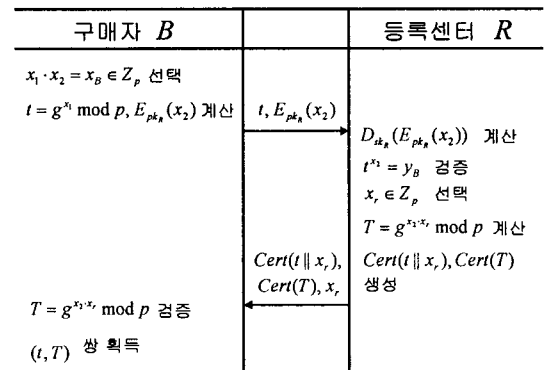 구매자 B
등록센터 R
x₁·x₂ = x_B ∈ Z_p 선택
t = g^{x₁} mod p, E_{pk_R}(x₂) 계산
t, E_{pk_R}(x₂)
D_{sk_R}(E_{pk_R}(x₂)) 계산
t^{x₂} = y_B 검증
x_r ∈ Z_p 선택
T = g^{x₂·x_r} mod p 계산
Cert(t || x_r),
Cert(T), x_r
Cert(t || x_r), Cert(T)
생성
T = g^{x₂·x_r} mod p 검증
(t, T) 쌍 획득